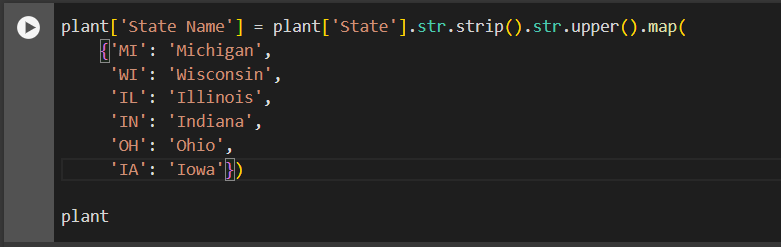 plant['State Name'] = plant['State'].str.strip().str.upper().map(
    {'MI': 'Michigan',
     'WI': 'Wisconsin',
     'IL': 'Illinois',
     'IN': 'Indiana',
     'OH': 'Ohio',
     'IA': 'Iowa'})
plant